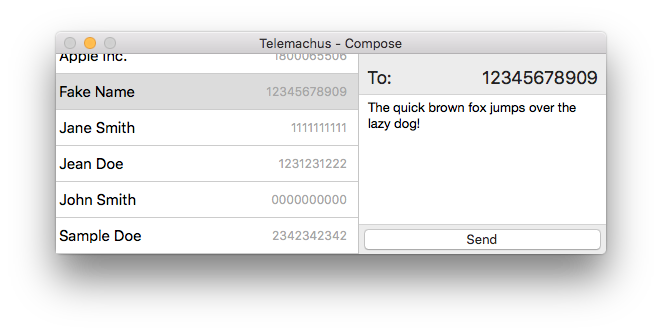 Telemachus - Compose
Apple Inc. 1800065506
Fake Name 12345678909
Jane Smith 1111111111
Jean Doe 1231231222
John Smith 0000000000
Sample Doe 2342342342
To: 12345678909
The quick brown fox jumps over the
lazy dog!
Send